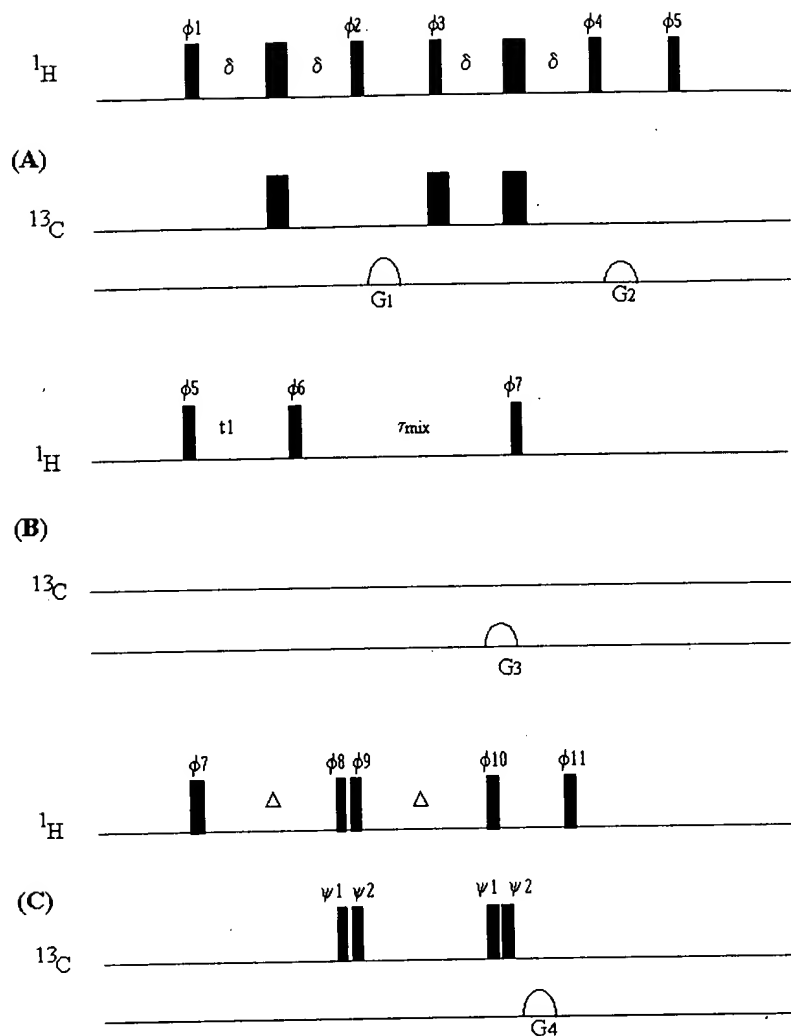 ϕ1 ϕ2 ϕ3 ϕ4 ϕ5
¹H δ δ δ δ
(A)
¹³C
G1 G2
ϕ5 ϕ6 ϕ7
¹H t1 τmix
(B)
¹³C
G3
ϕ7 ϕ8 ϕ9 ϕ10 ϕ11
¹H Δ Δ
ψ1 ψ2 ψ1 ψ2
(C)
¹³C
G4